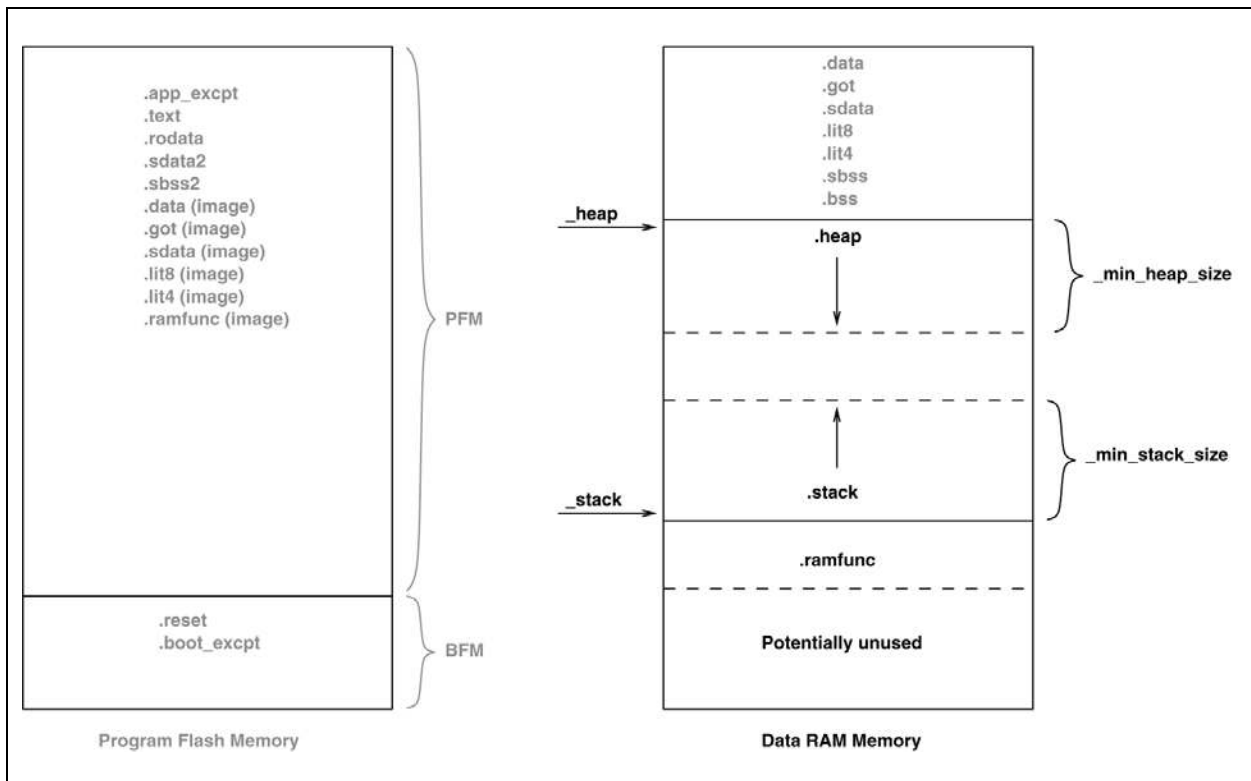 .app_excpt
.text
.rodata
.sdata2
.sbss2
.data (image)
.got (image)
.sdata (image)
.lit8 (image)
.lit4 (image)
.ramfunc (image)
PFM
.reset
.boot_excpt
BFM
Program Flash Memory
.data
.got
.sdata
.lit8
.lit4
.sbss
.bss
_heap
.heap
_min_heap_size
_min_stack_size
_stack
.stack
.ramfunc
Potentially unused
Data RAM Memory